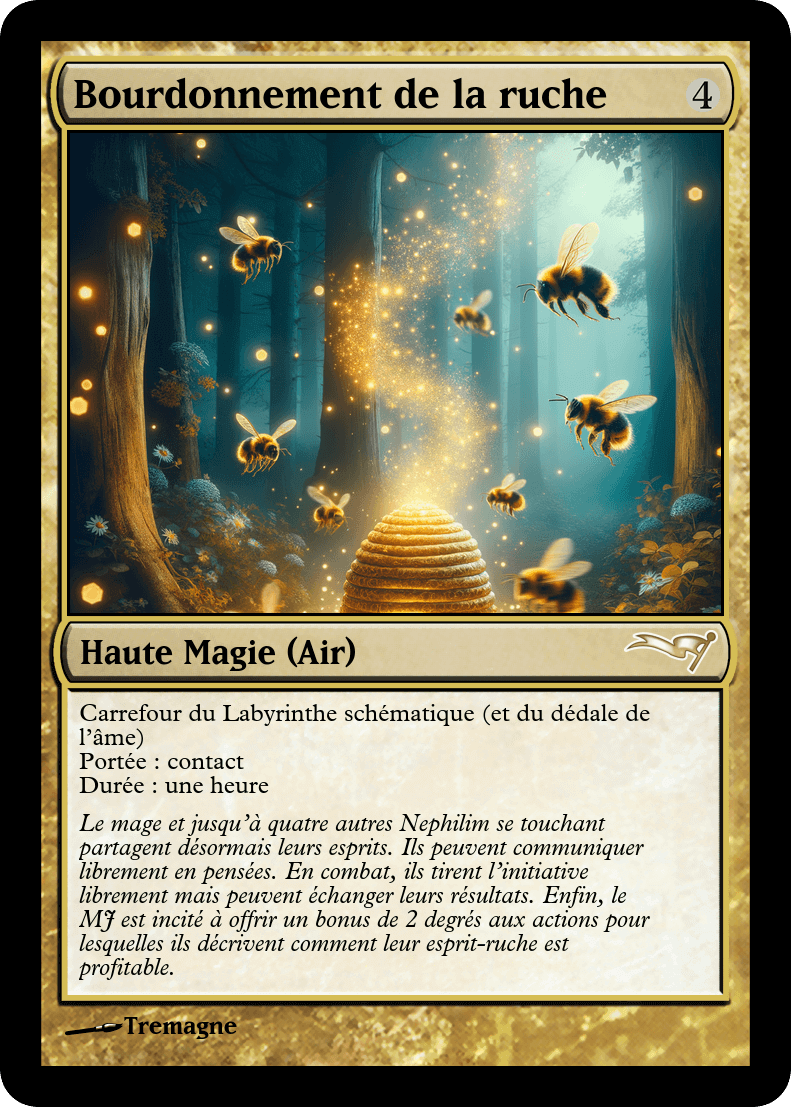 Bourdonnement de la ruche 4
Haute Magie (Air)
Carrefour du Labyrinthe schématique (et du dédale de
l'âme)
Portée : contact
Durée : une heure
Le mage et jusqu'à quatre autres Nephilim se touchant
partagent désormais leurs esprits. Ils peuvent communiquer
librement en pensées. En combat, ils tirent l'initiative
librement mais peuvent échanger leurs résultats. Enfin, le
MJ est incité à offrir un bonus de 2 degrés aux actions pour
lesquelles ils décrivent comment leur esprit-ruche est
profitable.
Tremagne